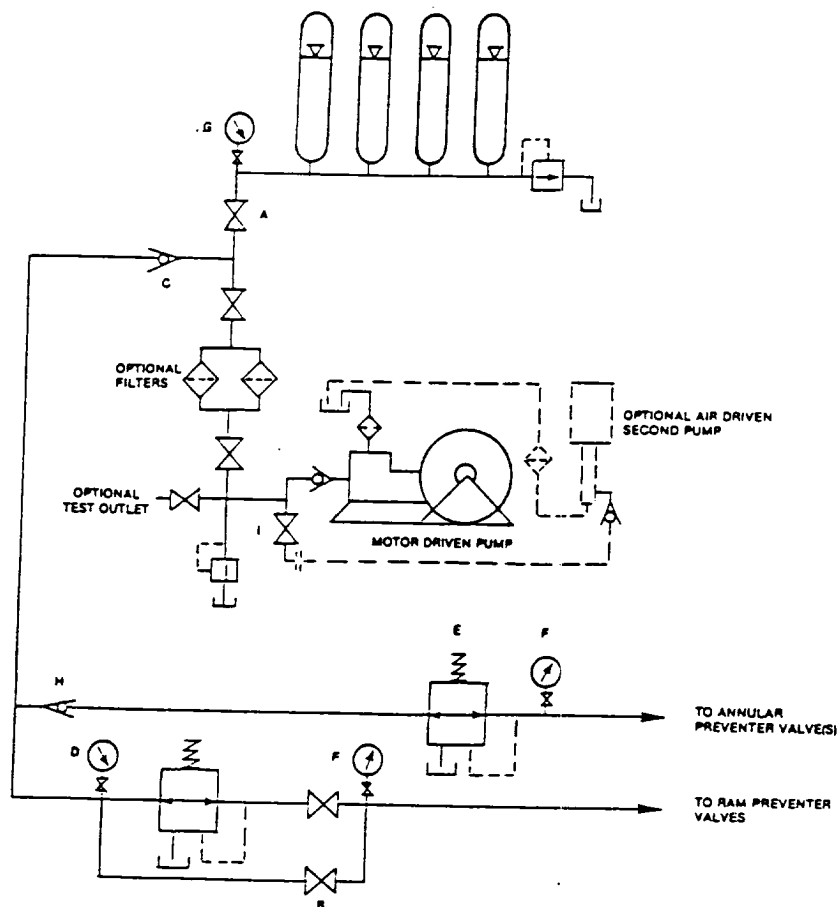 G
A
C
OPTIONAL
FILTERS
OPTIONAL AIR DRIVEN
SECOND PUMP
OPTIONAL
TEST OUTLET
I
MOTOR DRIVEN PUMP
E
F
H
TO ANNULAR
PREVENTER VALVE(S)
D
F
TO RAM PREVENTER
VALVES
B